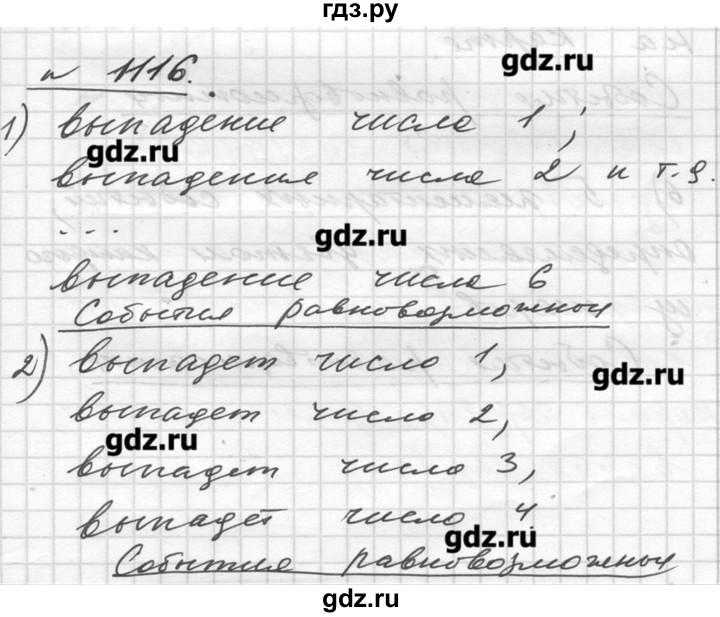 гдз.ру
gdz.ru
№ 1116.
1) выпадение числа 1;
gdz.ru
выпадение числа 2 и т.д.
...
gdz.ru
выпадение числа 6
События равновозможны
2) выпадет число 1,
gdz.ru
выпадет число 2,
gdz.ru
выпадет число 3,
выпадет число 4
gdz.ru
События равновозможны
gdz.ru